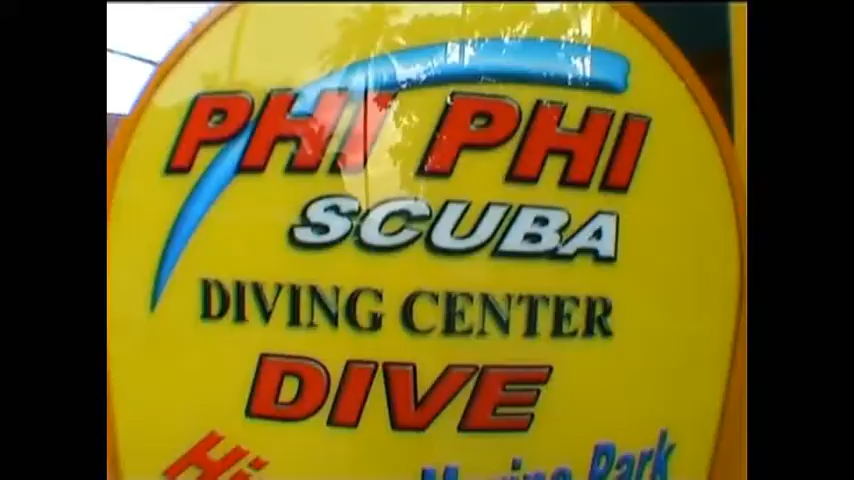 PHI PHI
SCUBA
DIVING CENTER
DIVE
Park